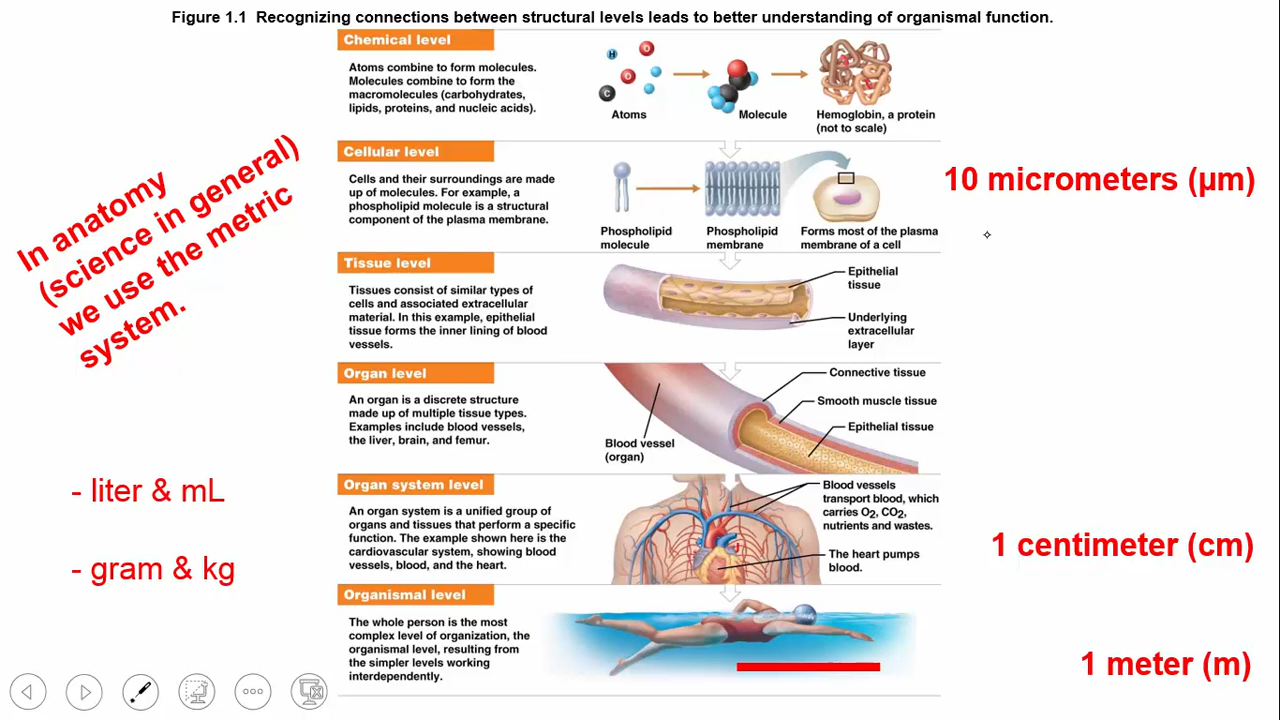 Figure 1.1  Recognizing connections between structural levels leads to better understanding of organismal function.
Chemical level
Atoms combine to form molecules.
Molecules combine to form the
macromolecules (carbohydrates,
lipids, proteins, and nucleic acids).
H
O
O
C
Atoms
Molecule
Hemoglobin, a protein
(not to scale)
Cellular level
Cells and their surroundings are made
up of molecules. For example, a
phospholipid molecule is a structural
component of the plasma membrane.
Phospholipid
molecule
Phospholipid
membrane
Forms most of the plasma
membrane of a cell
10 micrometers (μm)
In anatomy
(science in general)
we use the metric
system.
Tissue level
Tissues consist of similar types of
cells and associated extracellular
material. In this example, epithelial
tissue forms the inner lining of blood
vessels.
Epithelial
tissue
Underlying
extracellular
layer
Organ level
An organ is a discrete structure
made up of multiple tissue types.
Examples include blood vessels,
the liver, brain, and femur.
Blood vessel
(organ)
Connective tissue
Smooth muscle tissue
Epithelial tissue
- liter & mL
- gram & kg
Organ system level
An organ system is a unified group of
organs and tissues that perform a specific
function. The example shown here is the
cardiovascular system, showing blood
vessels, blood, and the heart.
Blood vessels
transport blood, which
carries O2, CO2,
nutrients and wastes.
The heart pumps
blood.
1 centimeter (cm)
Organismal level
The whole person is the most
complex level of organization, the
organismal level, resulting from
the simpler levels working
interdependently.
1 meter (m)